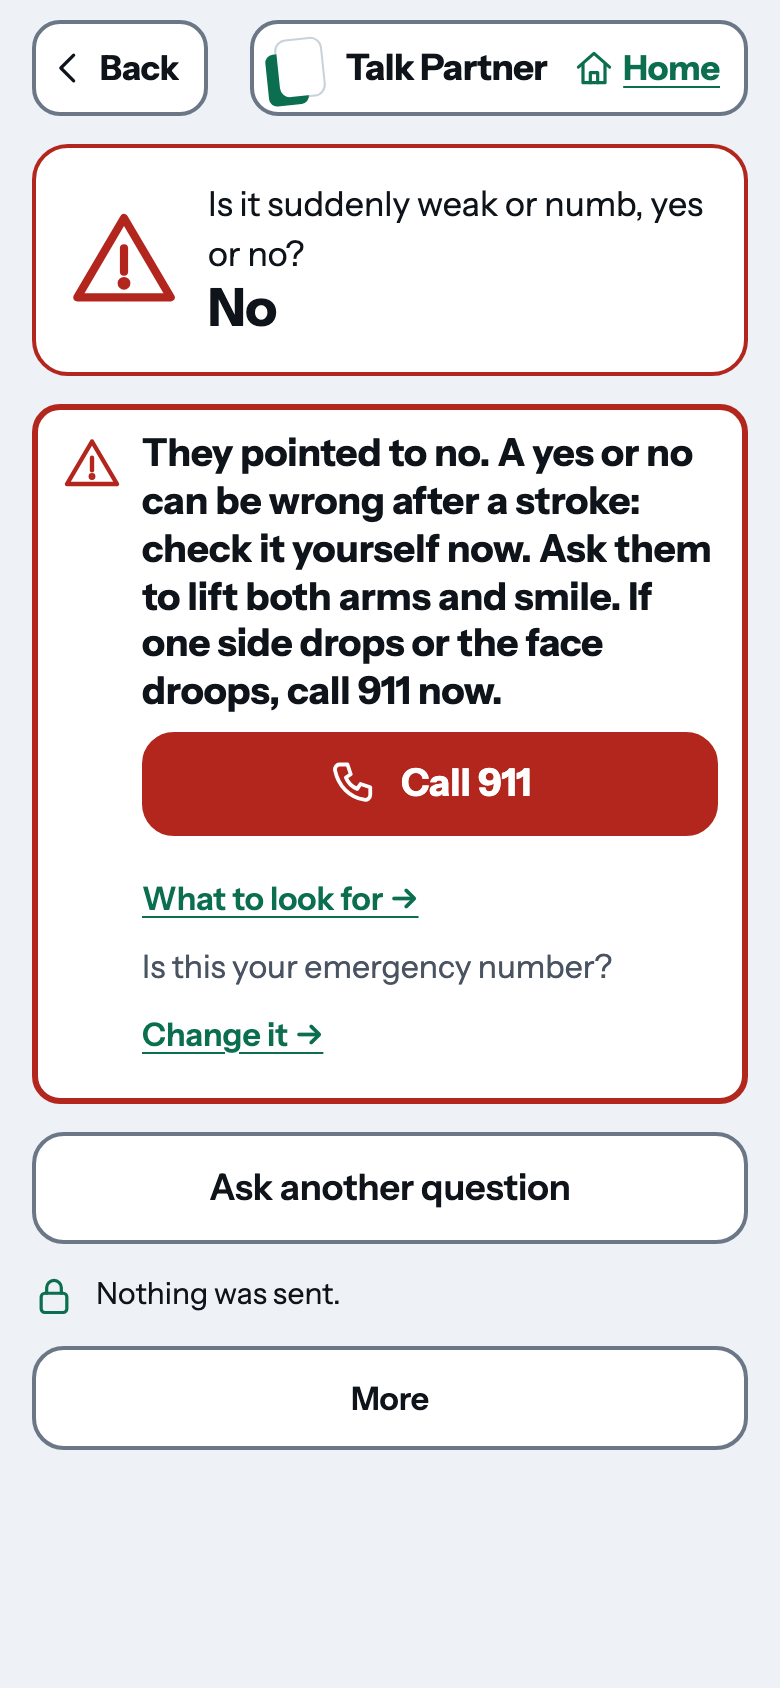 Back
Talk Partner
Home
Is it suddenly weak or numb, yes
or no?
No
They pointed to no. A yes or no
can be wrong after a stroke:
check it yourself now. Ask them
to lift both arms and smile. If
one side drops or the face
droops, call 911 now.
Call 911
What to look for →
Is this your emergency number?
Change it →
Ask another question
Nothing was sent.
More